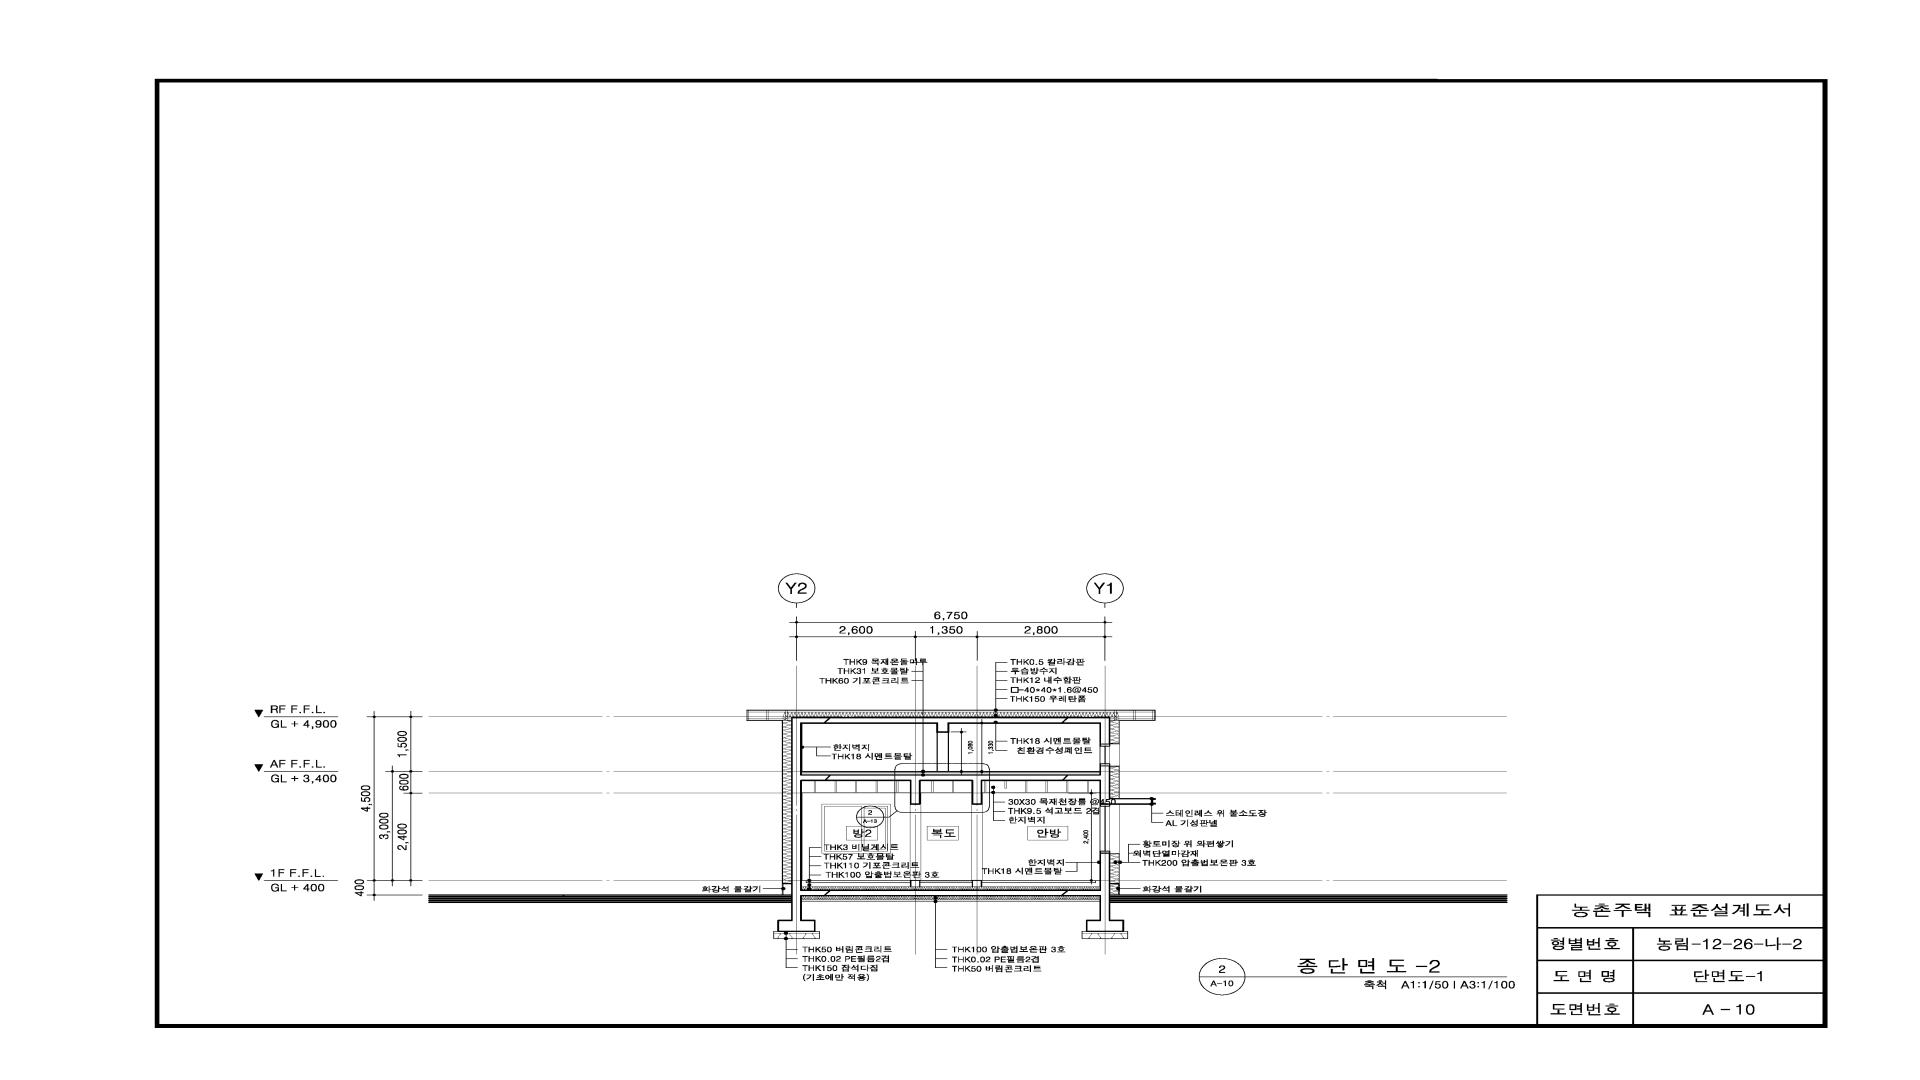 Y2
Y1
6,750
2,600
1,350
2,800
THK9 목재온돌마루
THK31 보호몰탈
THK60 기포콘크리트
THK0.5 칼라강판
투습방수지
THK12 내수합판
□-40*40*1.6@450
THK150 우레탄폼
RF F.F.L.
GL + 4,900
AF F.F.L.
GL + 3,400
1F F.F.L.
GL + 400
4,500
3,000
1,500
600
2,400
400
한지벽지
THK18 시멘트몰탈
1,080
1,330
THK18 시멘트몰탈
친환경수성페인트
30X30 목재천장틀 @450
THK9.5 석고보드 2겹
한지벽지
2
A-13
방2
복도
안방
2,400
스테인레스 위 불소도장
AL 기성판넬
THK3 비닐계시트
THK57 보호몰탈
THK110 기포콘크리트
THK100 압출법보온판 3호
한지벽지
THK18 시멘트몰탈
황토미장 위 와편쌓기
외벽단열마감재
THK200 압출법보온판 3호
화강석 물갈기
화강석 물갈기
THK50 버림콘크리트
THK0.02 PE필름2겹
THK150 잡석다짐
(기초에만 적용)
THK100 압출법보온판 3호
THK0.02 PE필름2겹
THK50 버림콘크리트
2
A-10
종 단 면 도 -2
축척 A1:1/50 I A3:1/100
농촌주택 표준설계도서
형별번호 농림-12-26-나-2
도 면 명 단면도-1
도면번호 A - 10